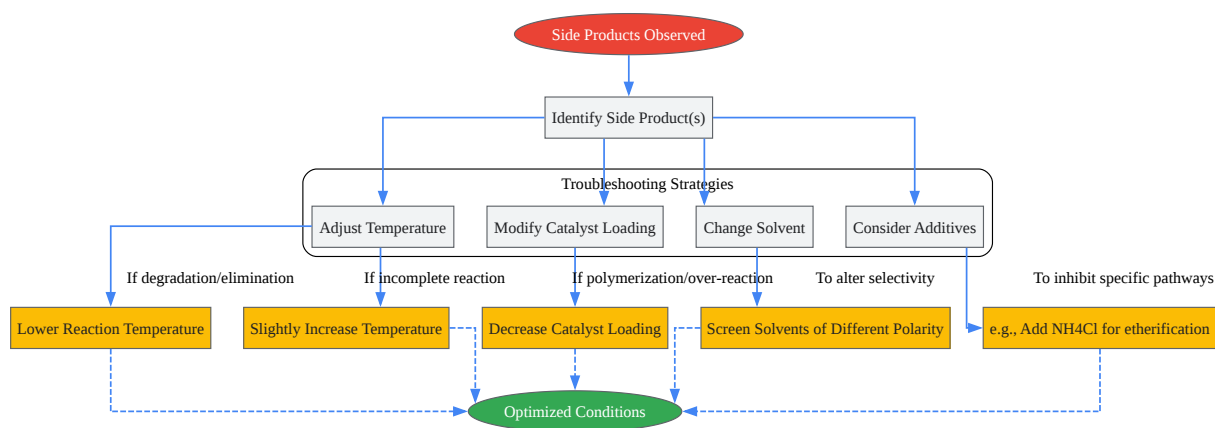 Side Products Observed
Identify Side Product(s)
Troubleshooting Strategies
Adjust Temperature
Modify Catalyst Loading
Change Solvent
Consider Additives
If degradation/elimination
If incomplete reaction
If polymerization/over-reaction
To alter selectivity
To inhibit specific pathways
Lower Reaction Temperature
Slightly Increase Temperature
Decrease Catalyst Loading
Screen Solvents of Different Polarity
e.g., Add NH4Cl for etherification
Optimized Conditions